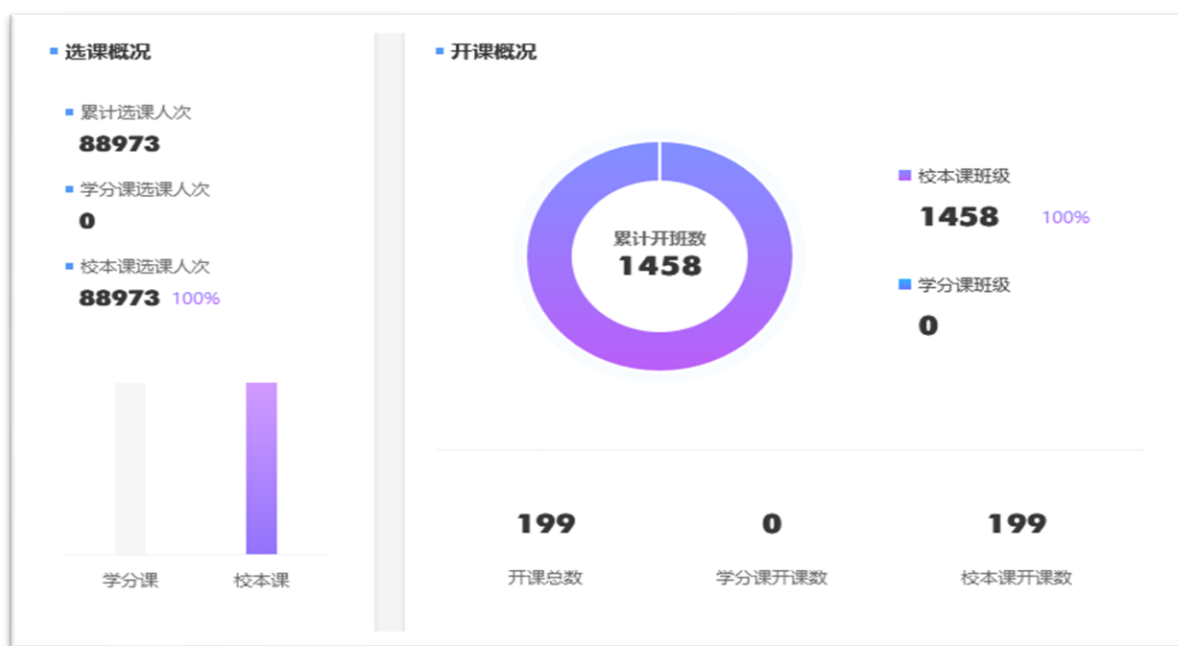 选课概况
累计选课人次
88973
学分课选课人次
0
校本课选课人次
88973 100%
学分课 校本课
开课概况
累计开班数
1458
校本课班级
1458 100%
学分课班级
0
199 0 199
开课总数 学分课开课数 校本课开课数